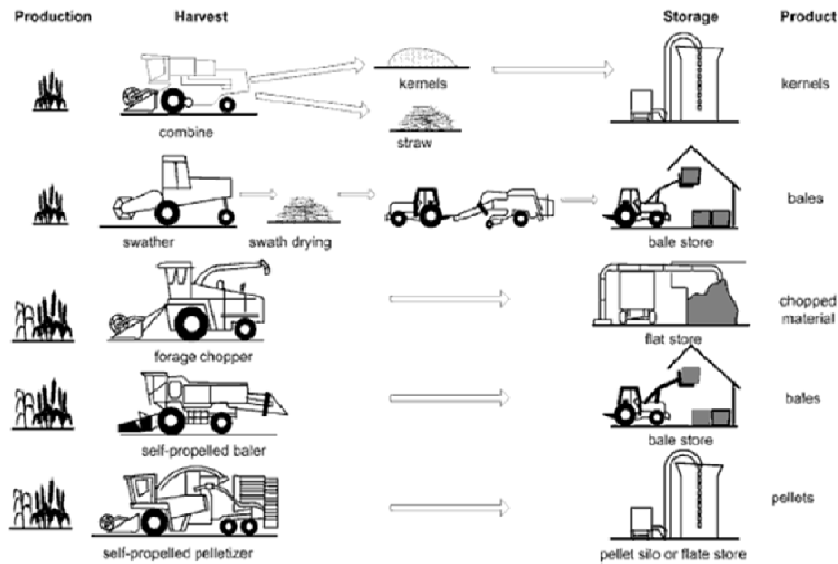 Production Harvest Storage Product
kernels
kernels
combine
straw
bales
swather
swath drying
bale store
chopped
material
forage chopper
flat store
bales
self-propelled baler
bale store
pellets
self-propelled pelletizer
pellet silo or flate store